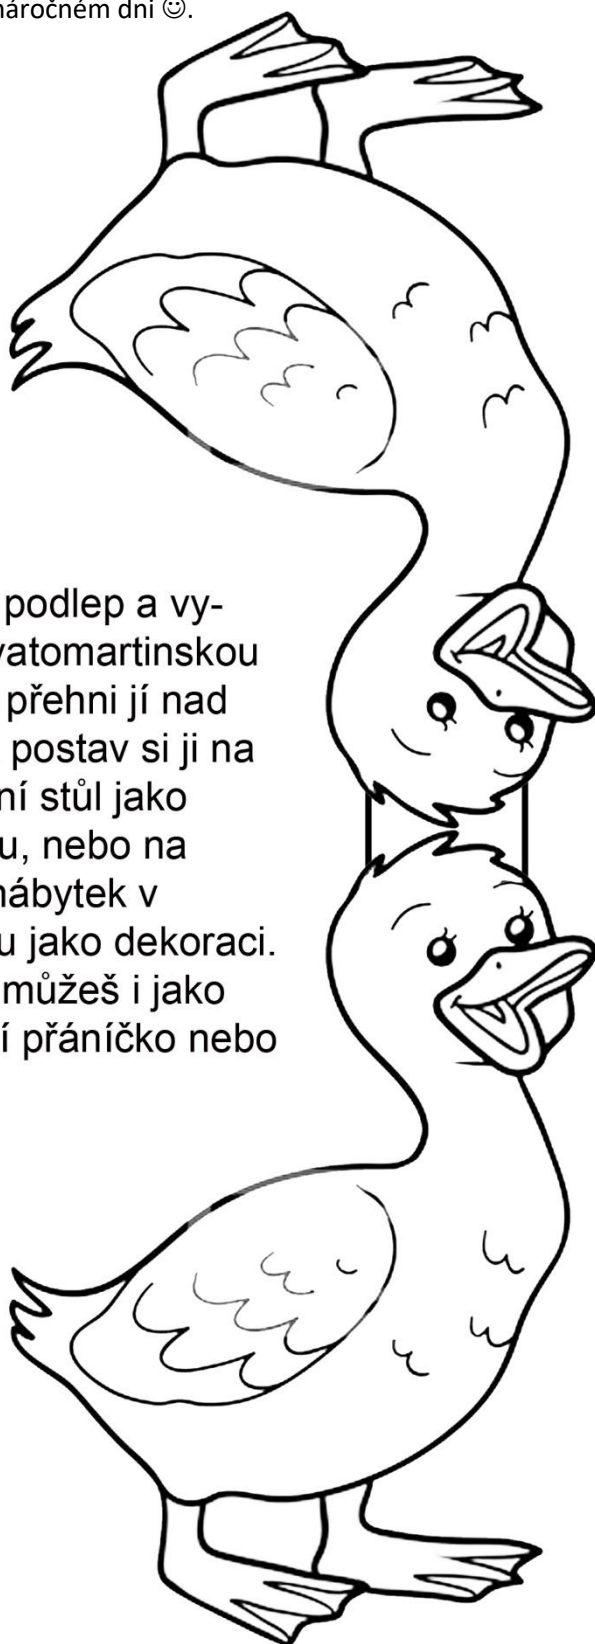 náročném dni ☺.
podlep a vy-
vatomartinskou
přehni jí nad
postav si ji na
ní stůl jako
u, nebo na
nábytek v
u jako dekoraci.
můžeš i jako
í přáníčko nebo